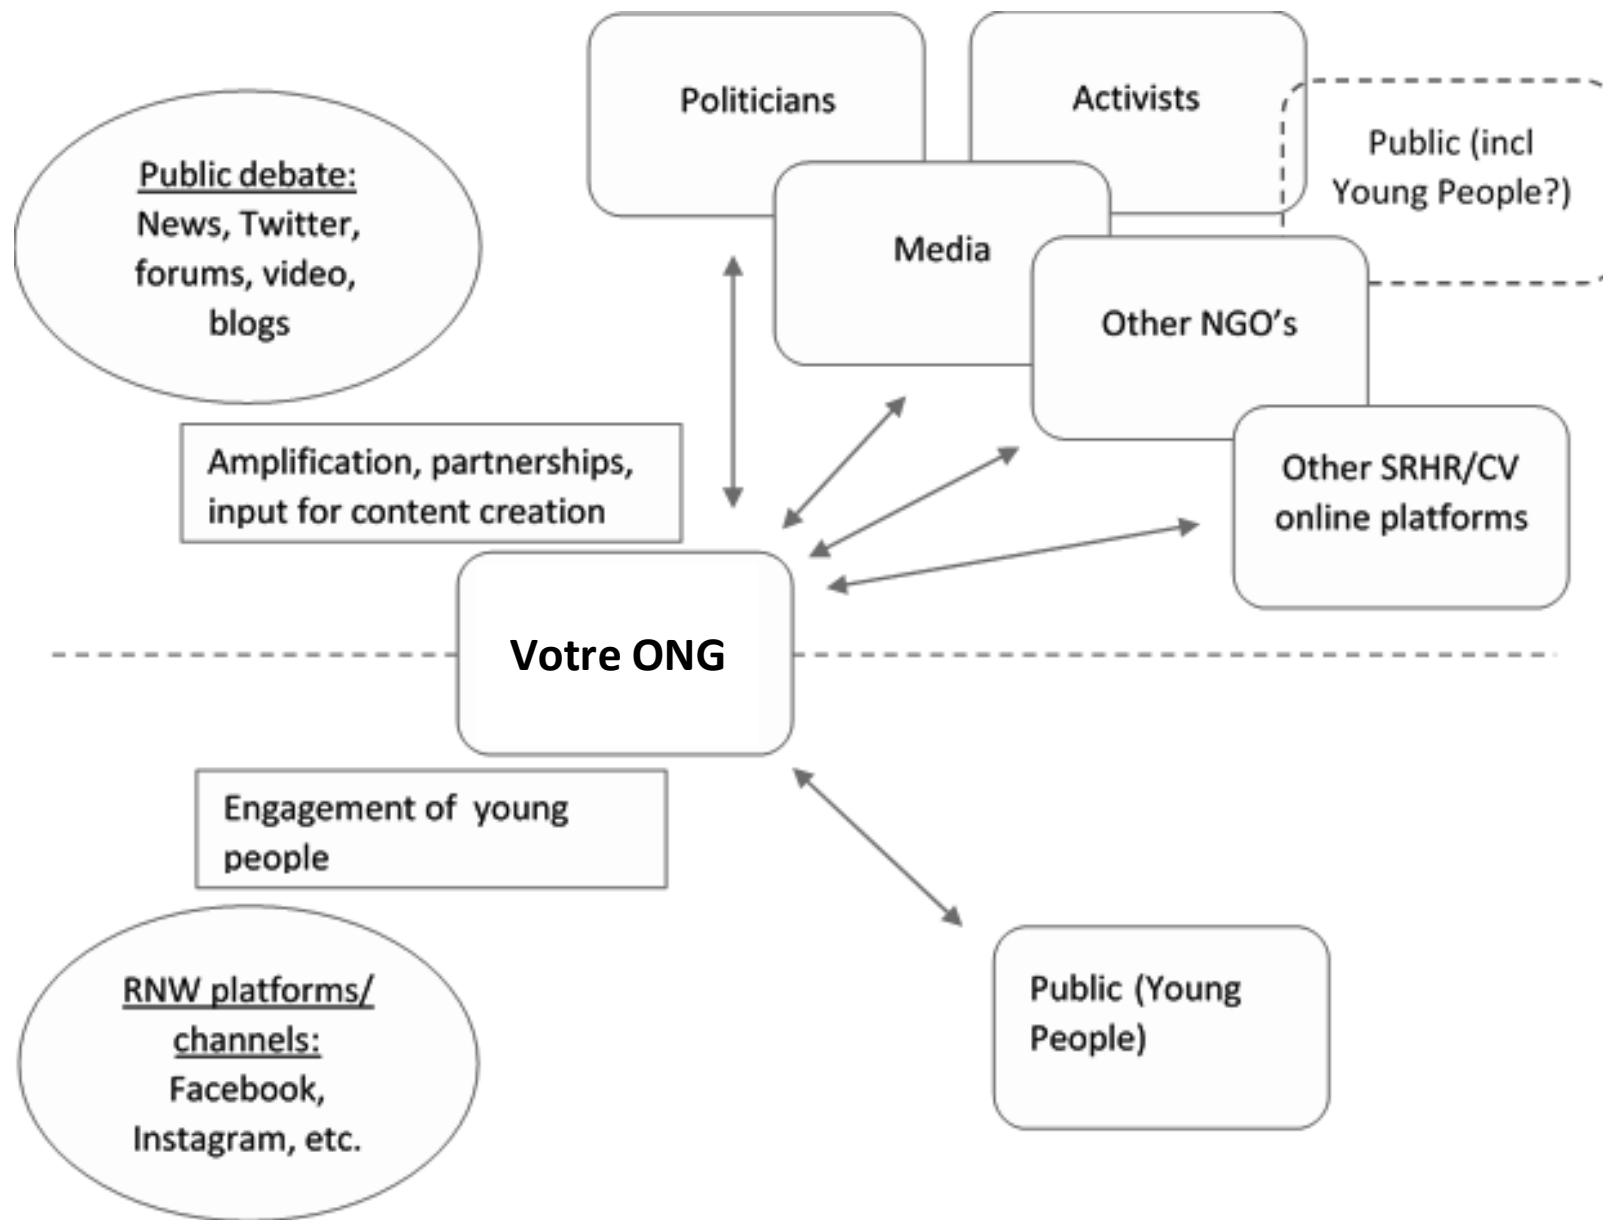 Politicians
Activists
Public (incl
Young People?)
Public debate:
News, Twitter,
forums, video,
blogs
Media
Other NGO’s
Amplification, partnerships,
input for content creation
Other SRHR/CV
online platforms
Votre ONG
Engagement of  young
people
RNW platforms/
channels:
Facebook,
Instagram, etc.
Public (Young
People)